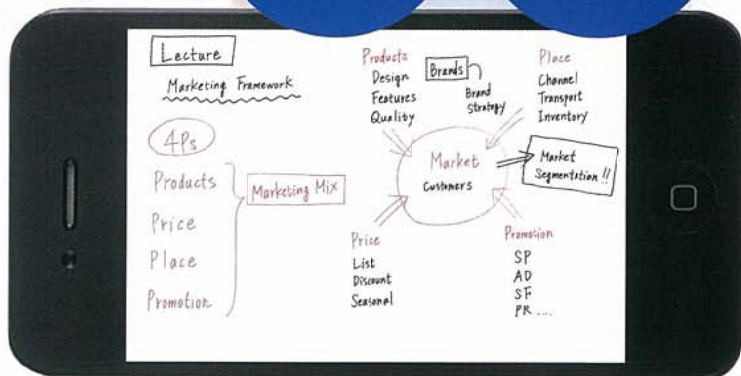 Lecture
Marketing Framework
4Ps
Products
Price
Place
Promotion
Marketing Mix
Products
Design
Features
Quality
Brands
Brand
Strategy
Place
Channel
Transport
Inventory
Market
Customers
Market
Segmentation !!
Price
List
Discount
Seasonal
Promotion
SP
AD
SF
PR ...